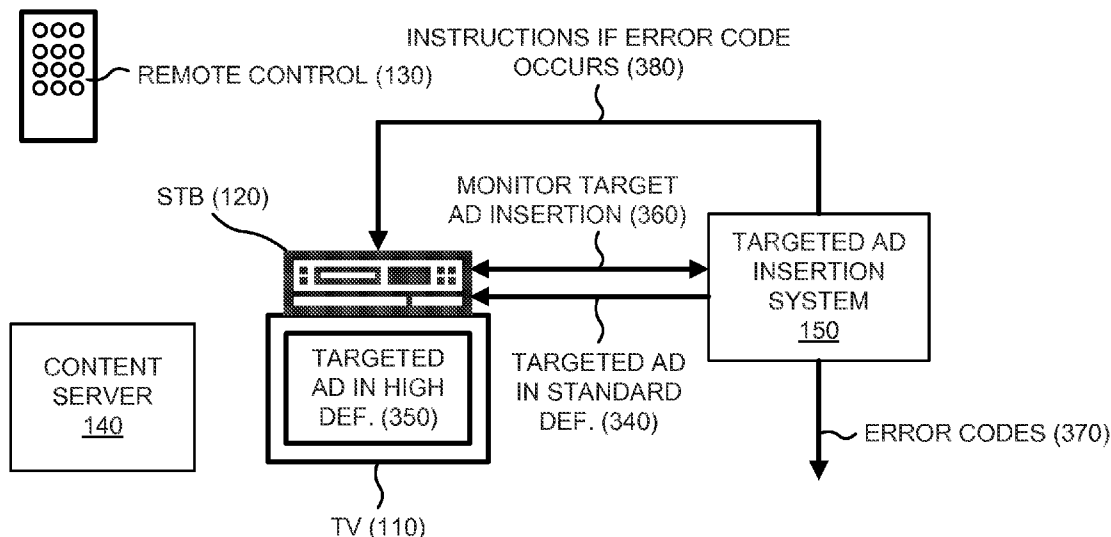 INSTRUCTIONS IF ERROR CODE
OCCURS (380)
REMOTE CONTROL (130)
STB (120)
MONITOR TARGET
AD INSERTION (360)
TARGETED AD
INSERTION
SYSTEM
150
CONTENT
SERVER
140
TARGETED
AD IN HIGH
DEF. (350)
TARGETED AD
IN STANDARD
DEF. (340)
ERROR CODES (370)
TV (110)